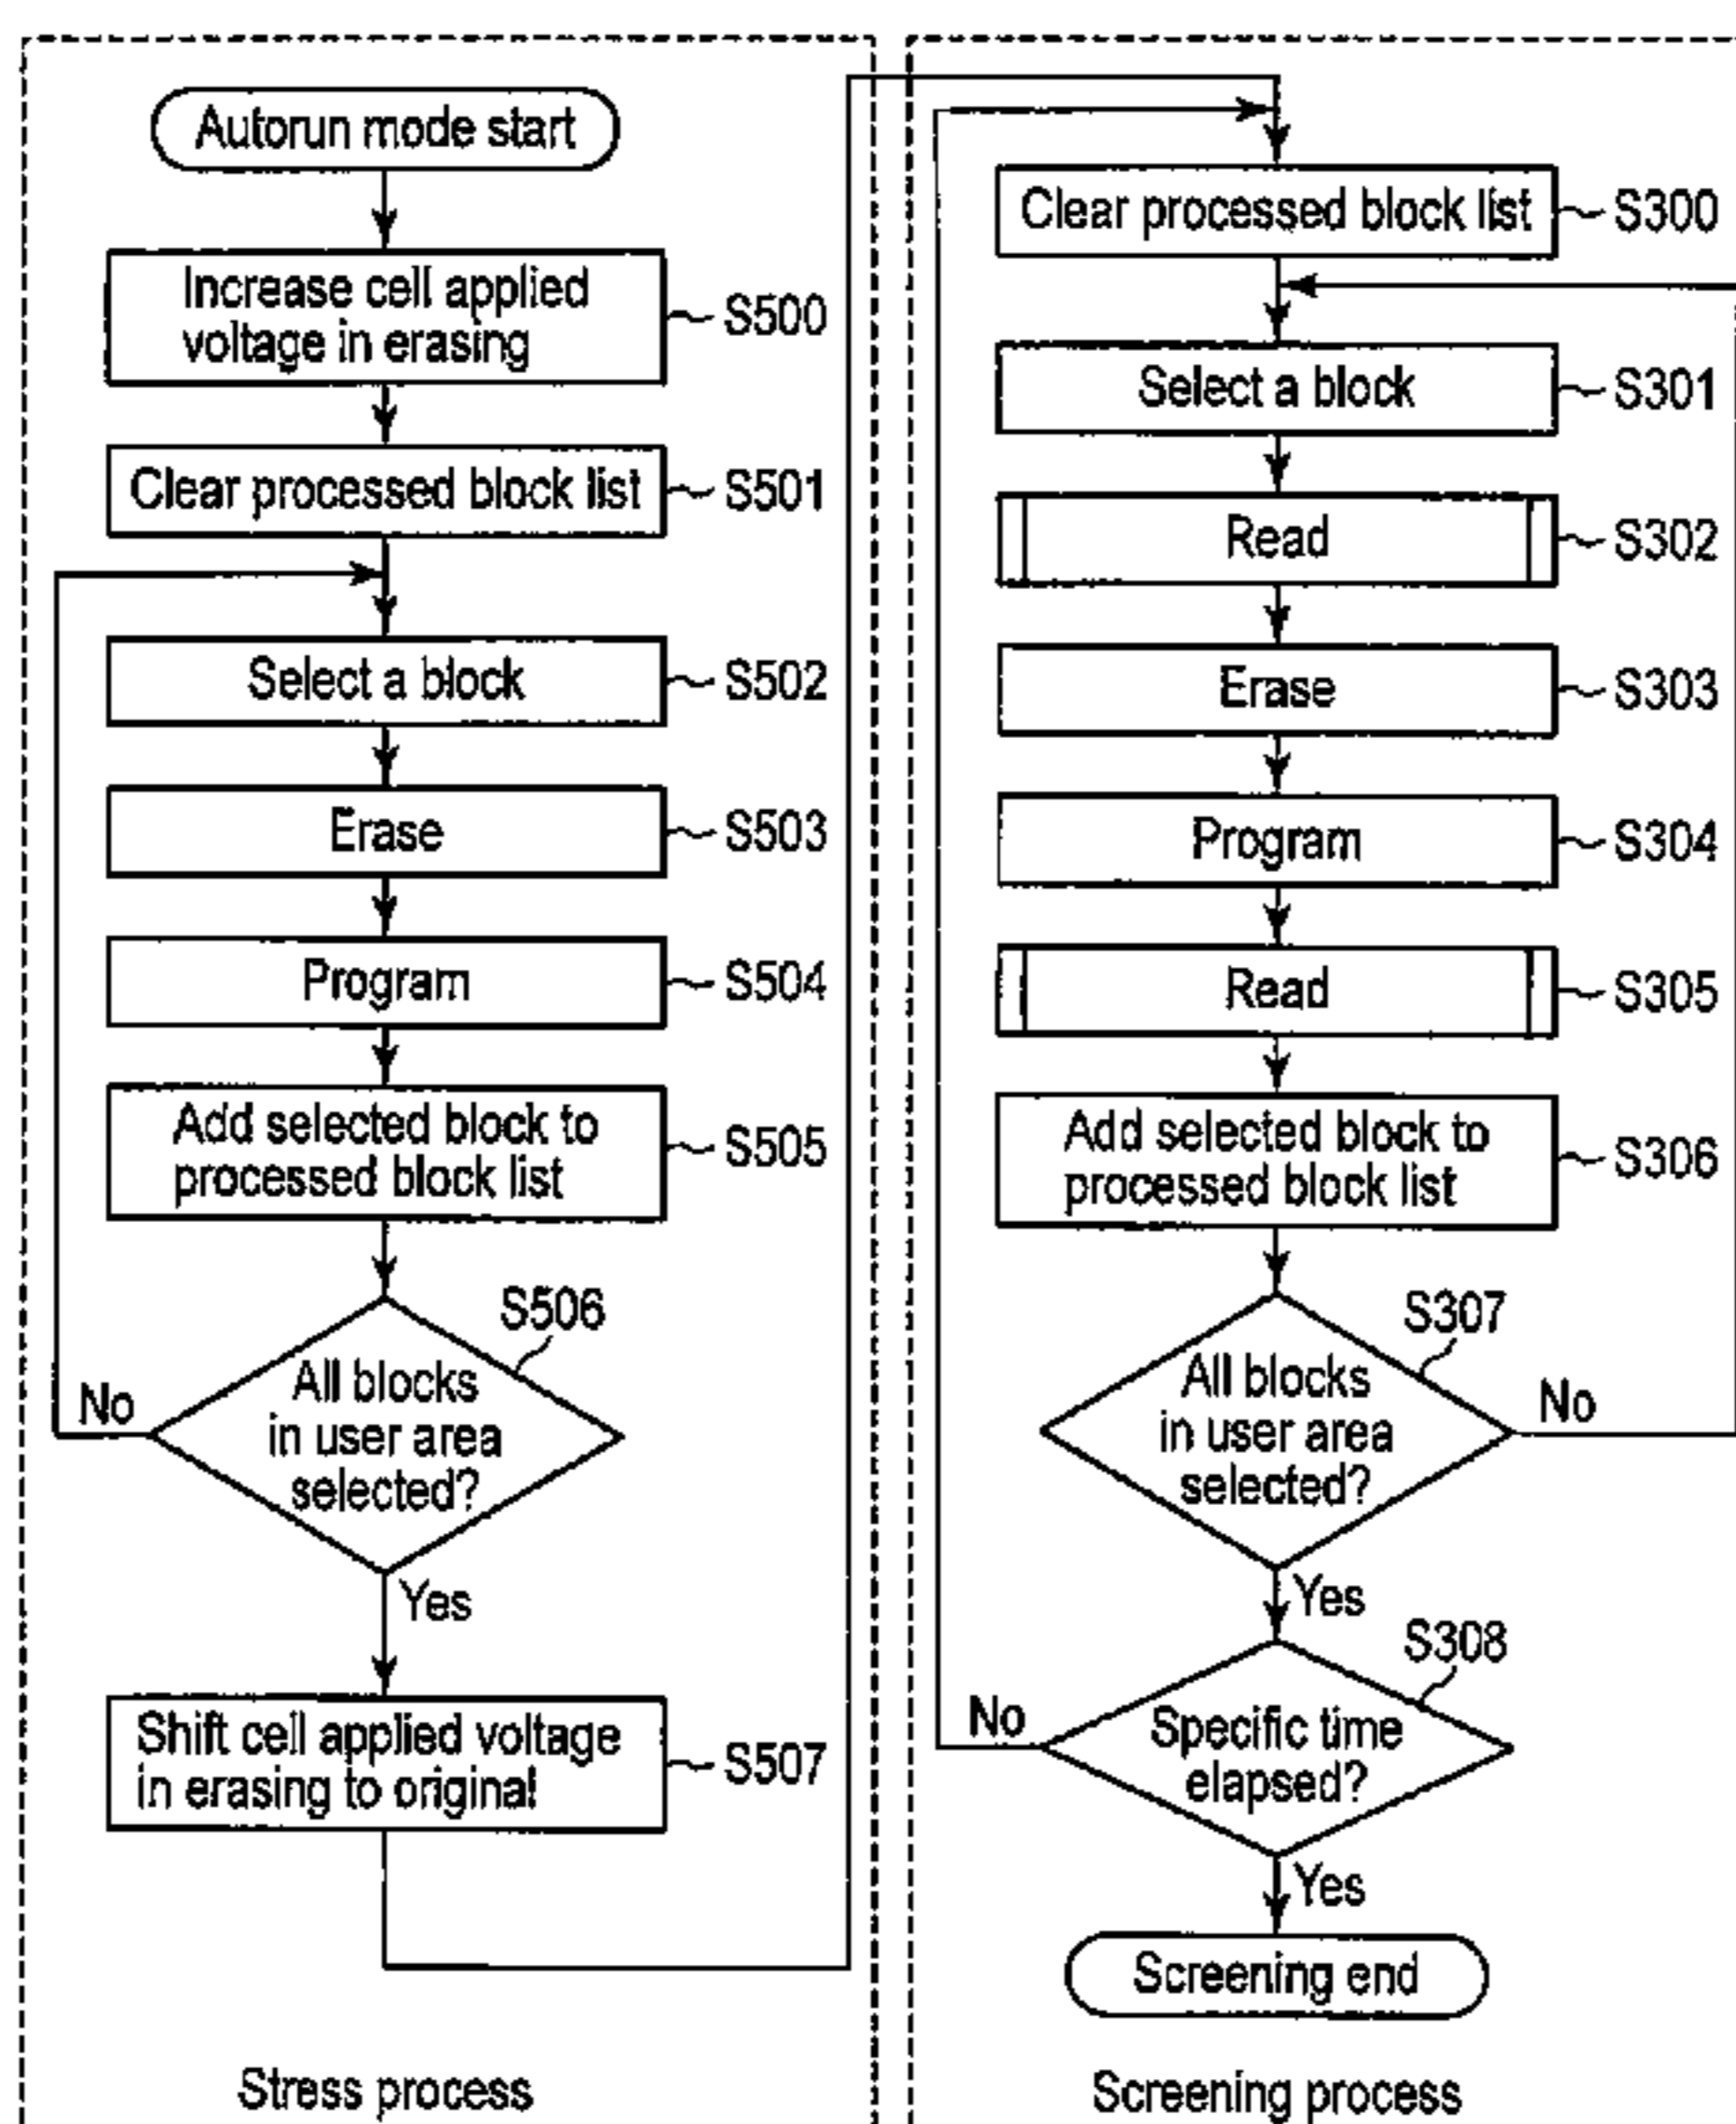 Autorun mode start
Increase cell applied
voltage in erasing
S500
Clear processed block list
S501
Select a block
S502
Erase
S503
Program
S504
Add selected block to
processed block list
S505
S506
All blocks
in user area
selected?
No
Yes
Shift cell applied voltage
in erasing to original
S507
Stress process
Clear processed block list
S300
Select a block
S301
Read
S302
Erase
S303
Program
S304
Read
S305
Add selected block to
processed block list
S306
S307
All blocks
in user area
selected?
No
Yes
S308
Specific time
elapsed?
No
Yes
Screening end
Screening process